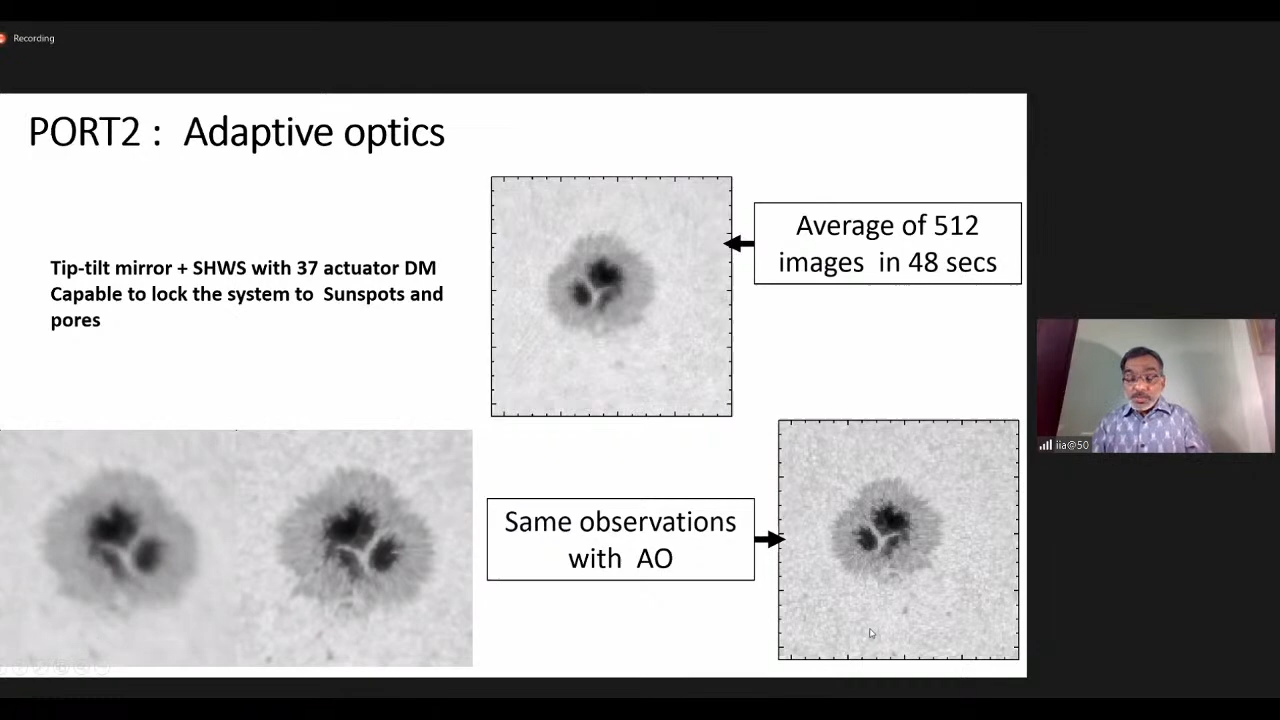 Recording
PORT2 : Adaptive optics
Average of 512
images in 48 secs
Tip-tilt mirror + SHWS with 37 actuator DM
Capable to lock the system to Sunspots and
pores
Same observations
with AO
iia@50